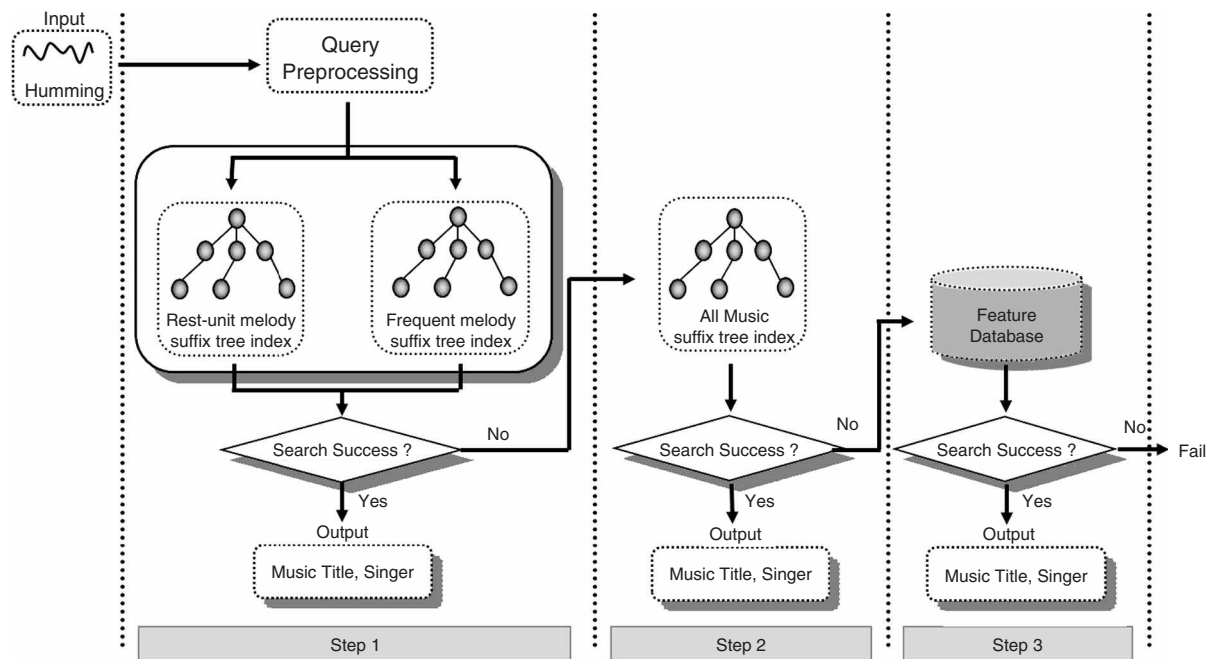 Input
Humming
Query
Preprocessing
Rest-unit melody
suffix tree index
Frequent melody
suffix tree index
Search Success ?
No
Yes
Output
Music Title, Singer
Step 1
All Music
suffix tree index
Search Success ?
No
Yes
Output
Music Title, Singer
Step 2
Feature
Database
Search Success ?
No
Fail
Yes
Output
Music Title, Singer
Step 3